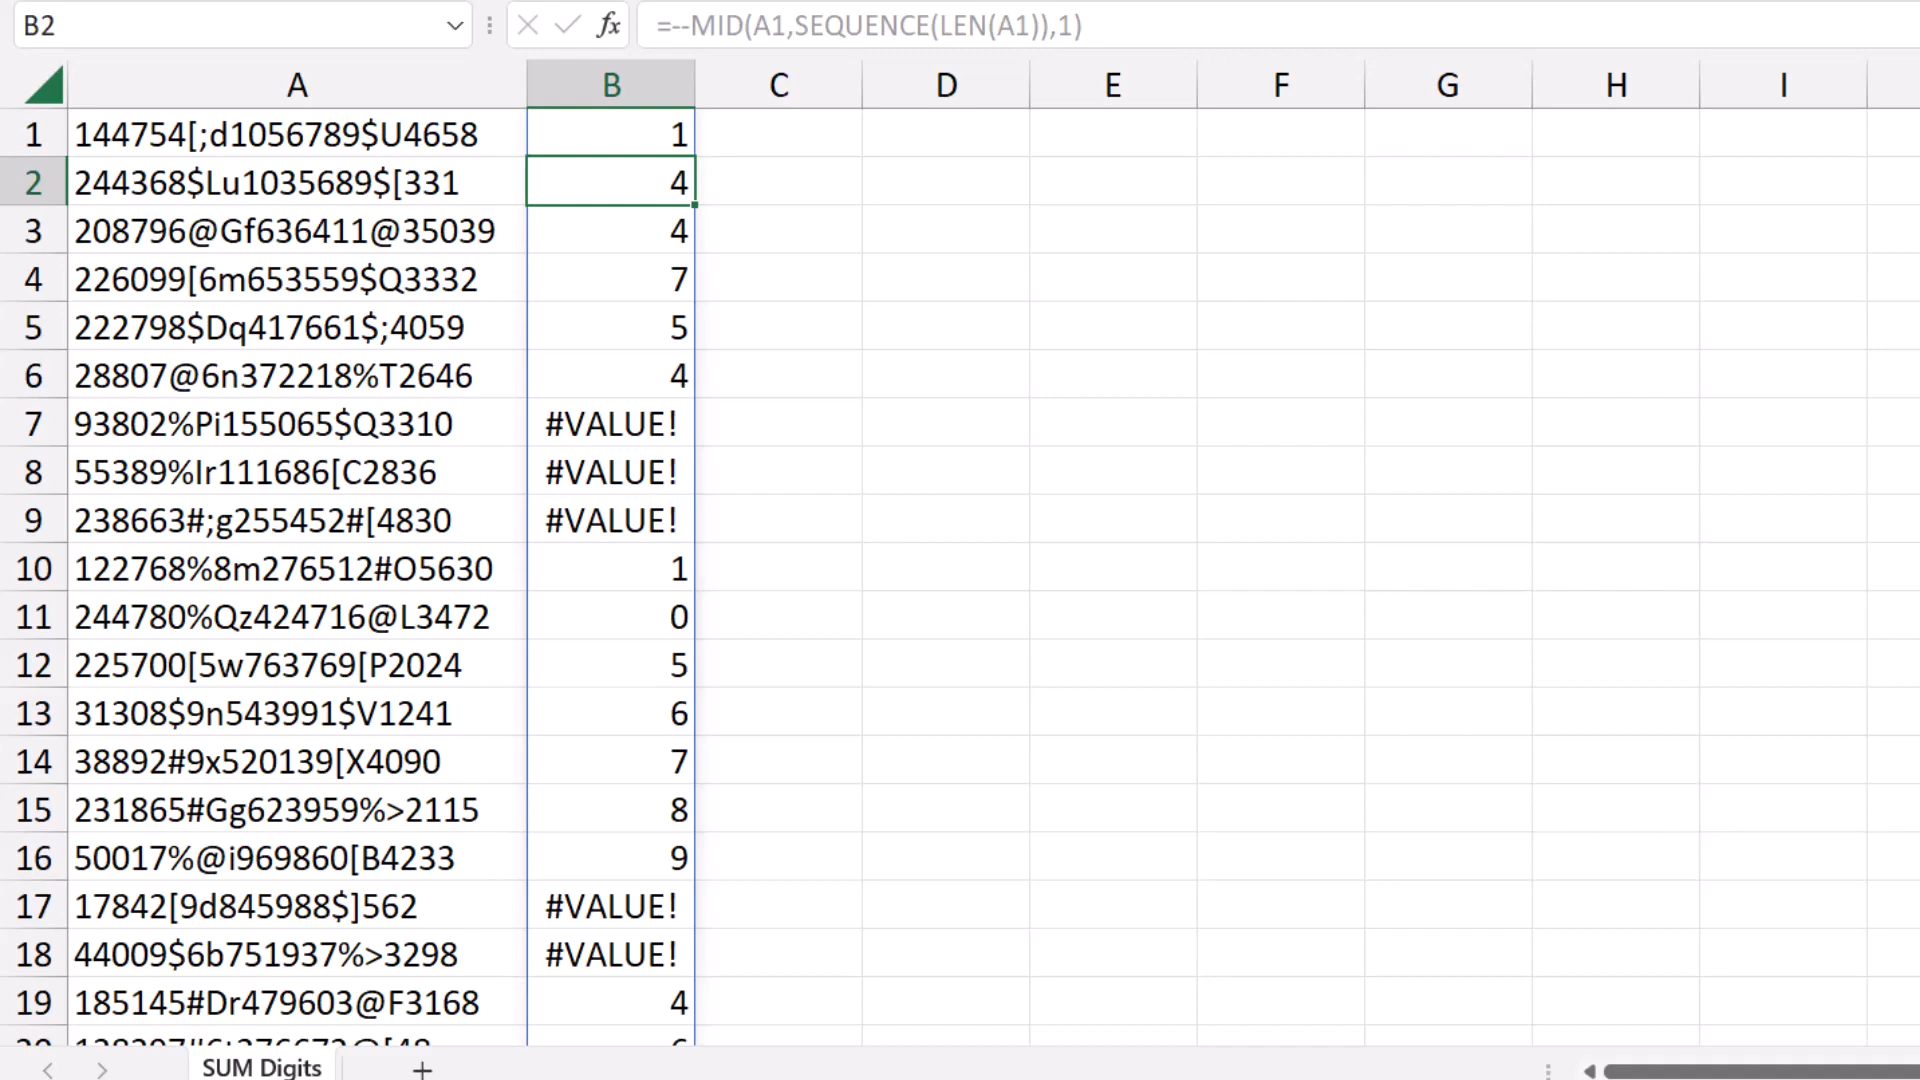 B2 fx =--MID(A1,SEQUENCE(LEN(A1)),1)
A B C D E F G H I
1 144754[;d1056789$U4658 1
2 244368$Lu1035689$[331 4
3 208796@Gf636411@35039 4
4 226099[6m653559$Q3332 7
5 222798$Dq417661$;4059 5
6 28807@6n372218%T2646 4
7 93802%Pi155065$Q3310 #VALUE!
8 55389%Ir111686[C2836 #VALUE!
9 238663#;g255452#[4830 #VALUE!
10 122768%8m276512#O5630 1
11 244780%Qz424716@L3472 0
12 225700[5w763769[P2024 5
13 31308$9n543991$V1241 6
14 38892#9x520139[X4090 7
15 231865#Gg623959%>2115 8
16 50017%@i969860[B4233 9
17 17842[9d845988$]562 #VALUE!
18 44009$6b751937%>3298 #VALUE!
19 185145#Dr479603@F3168 4
SUM Digits